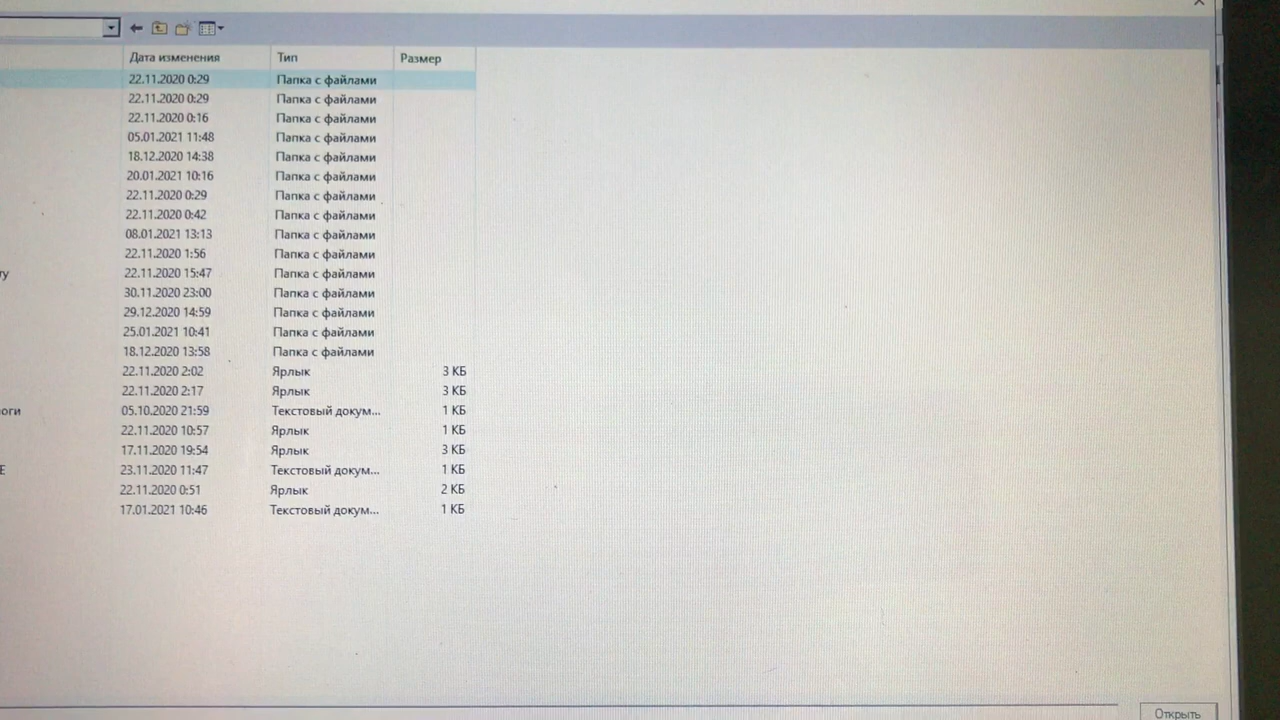 Дата изменения Тип Размер
22.11.2020 0:29 Папка с файлами
22.11.2020 0:29 Папка с файлами
22.11.2020 0:16 Папка с файлами
05.01.2021 11:48 Папка с файлами
18.12.2020 14:38 Папка с файлами
20.01.2021 10:16 Папка с файлами
22.11.2020 0:29 Папка с файлами
22.11.2020 0:42 Папка с файлами
08.01.2021 13:13 Папка с файлами
22.11.2020 1:56 Папка с файлами
ту 22.11.2020 15:47 Папка с файлами
30.11.2020 23:00 Папка с файлами
29.12.2020 14:59 Папка с файлами
25.01.2021 10:41 Папка с файлами
18.12.2020 13:58 Папка с файлами
22.11.2020 2:02 Ярлык 3 КБ
22.11.2020 2:17 Ярлык 3 КБ
оги 05.10.2020 21:59 Текстовый докум... 1 КБ
22.11.2020 10:57 Ярлык 1 КБ
17.11.2020 19:54 Ярлык 3 КБ
E 23.11.2020 11:47 Текстовый докум... 1 КБ
22.11.2020 0:51 Ярлык 2 КБ
17.01.2021 10:46 Текстовый докум... 1 КБ
Открыть